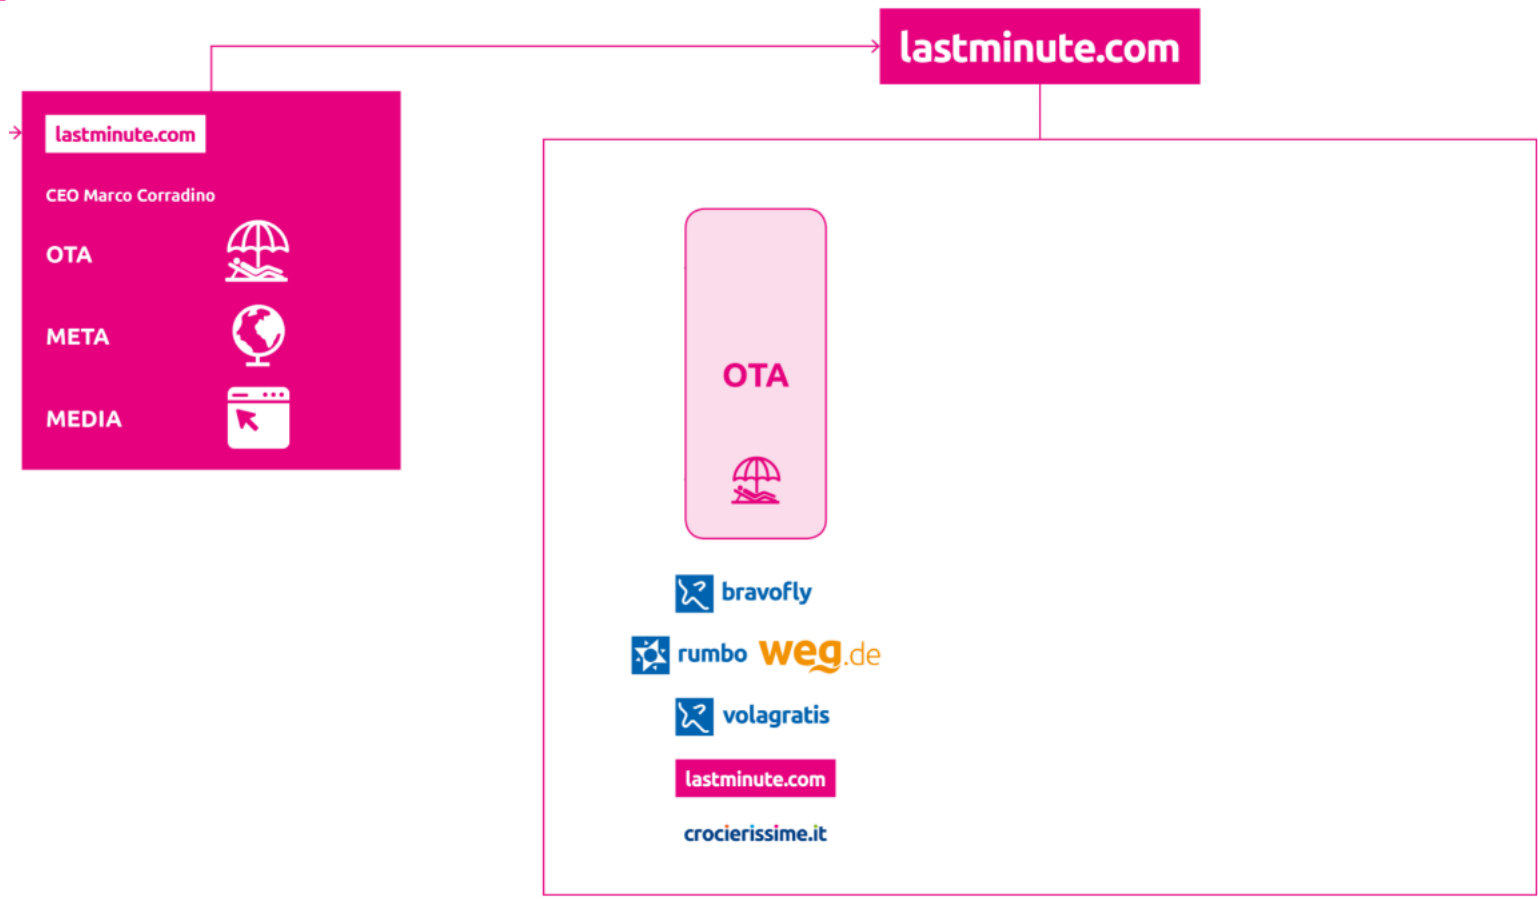 lastminute.com
lastminute.com
CEO Marco Corradino
OTA
META
MEDIA
OTA
bravofly
rumbo weg.de
volagratis
lastminute.com
crocierissime.it